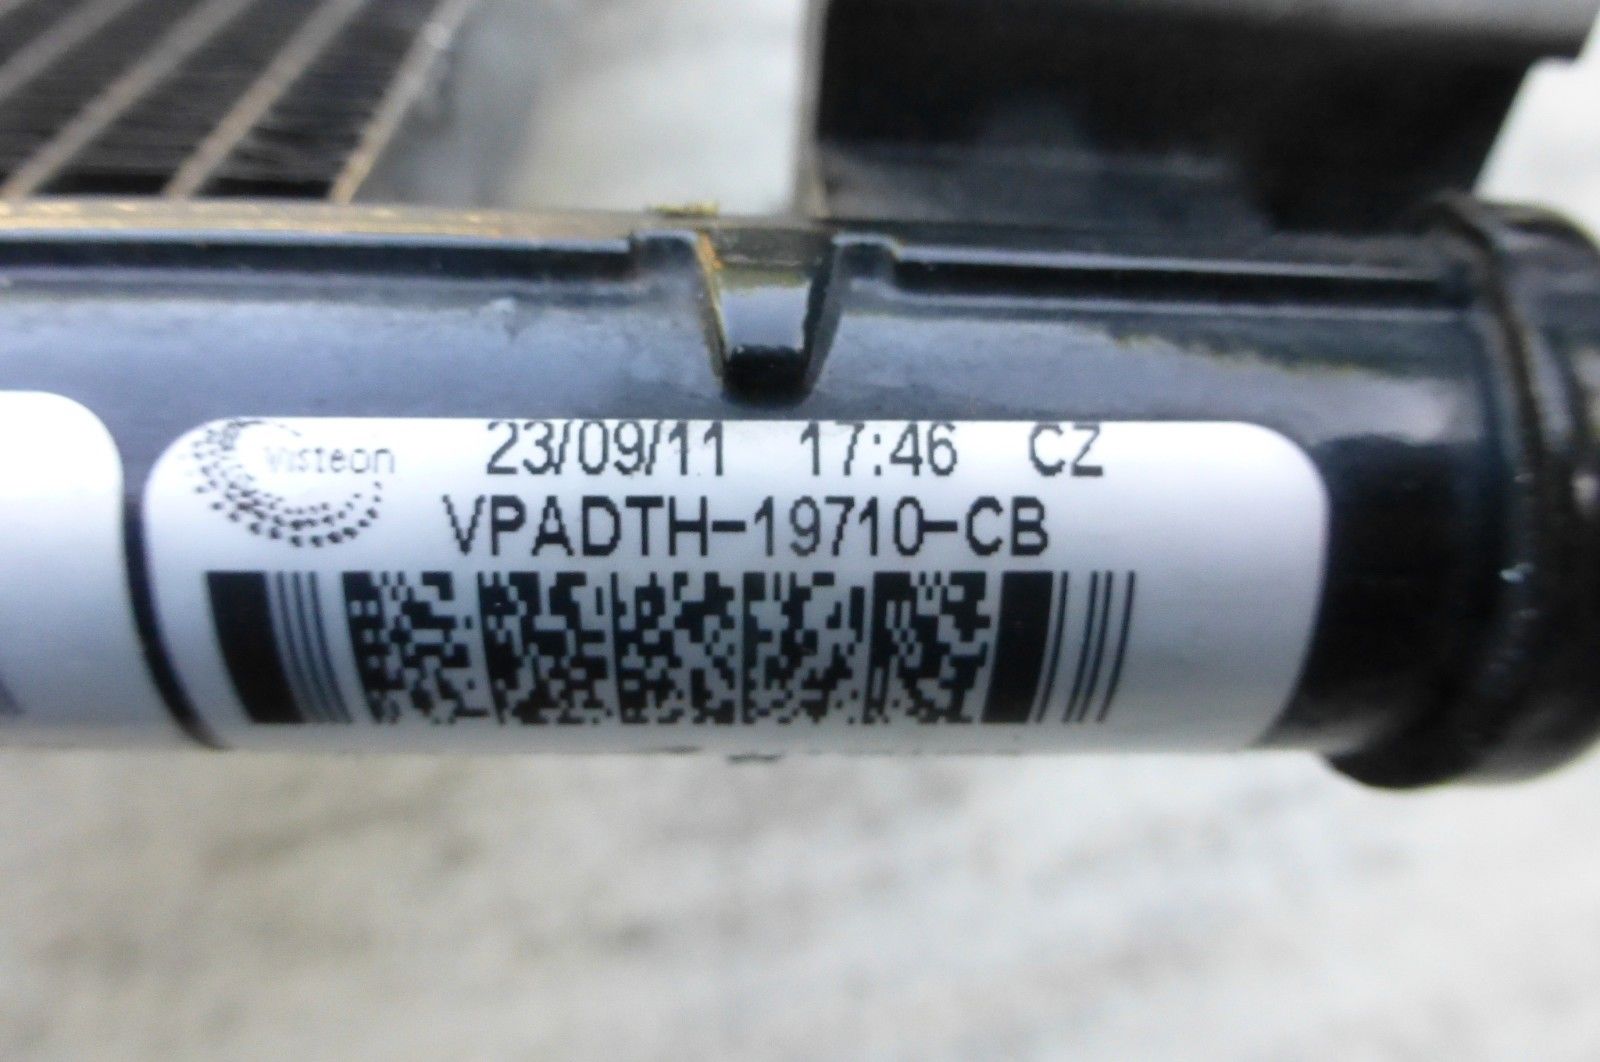 Visteon 23/09/11 17:46 CZ
VPADTH-19710-CB